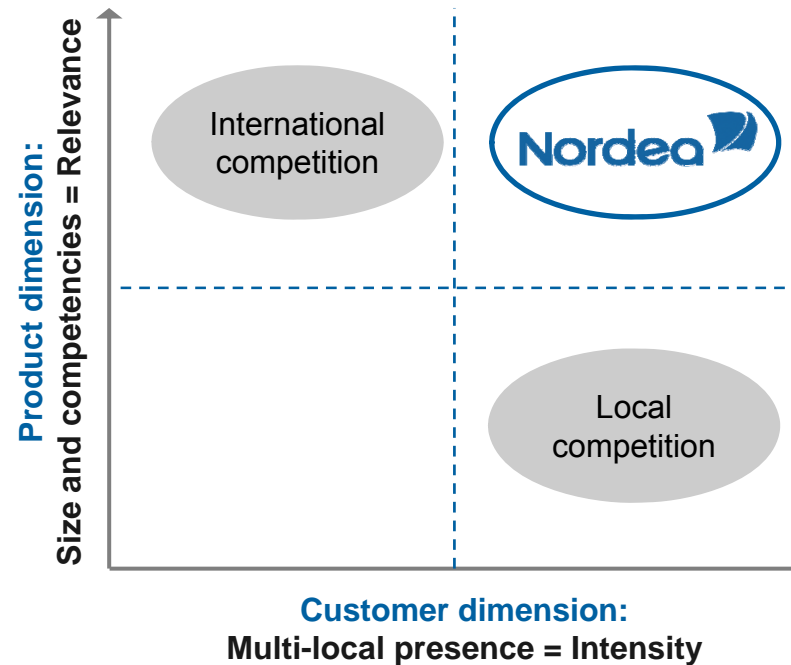 Product dimension:
Size and competencies = Relevance
International
competition
Nordea
Local
competition
Customer dimension:
Multi-local presence = Intensity